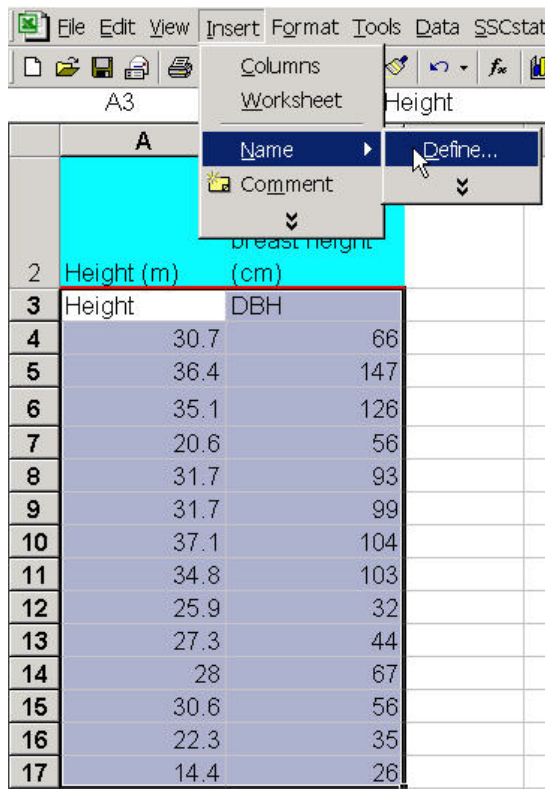 File Edit View Insert Format Tools Data SSCstat
A3 Height
Columns
Worksheet
Name Define...
Comment
A
breast height
2 Height (m) (cm)
3 Height DBH
4 30.7 66
5 36.4 147
6 35.1 126
7 20.6 56
8 31.7 93
9 31.7 99
10 37.1 104
11 34.8 103
12 25.9 32
13 27.3 44
14 28 67
15 30.6 56
16 22.3 35
17 14.4 26